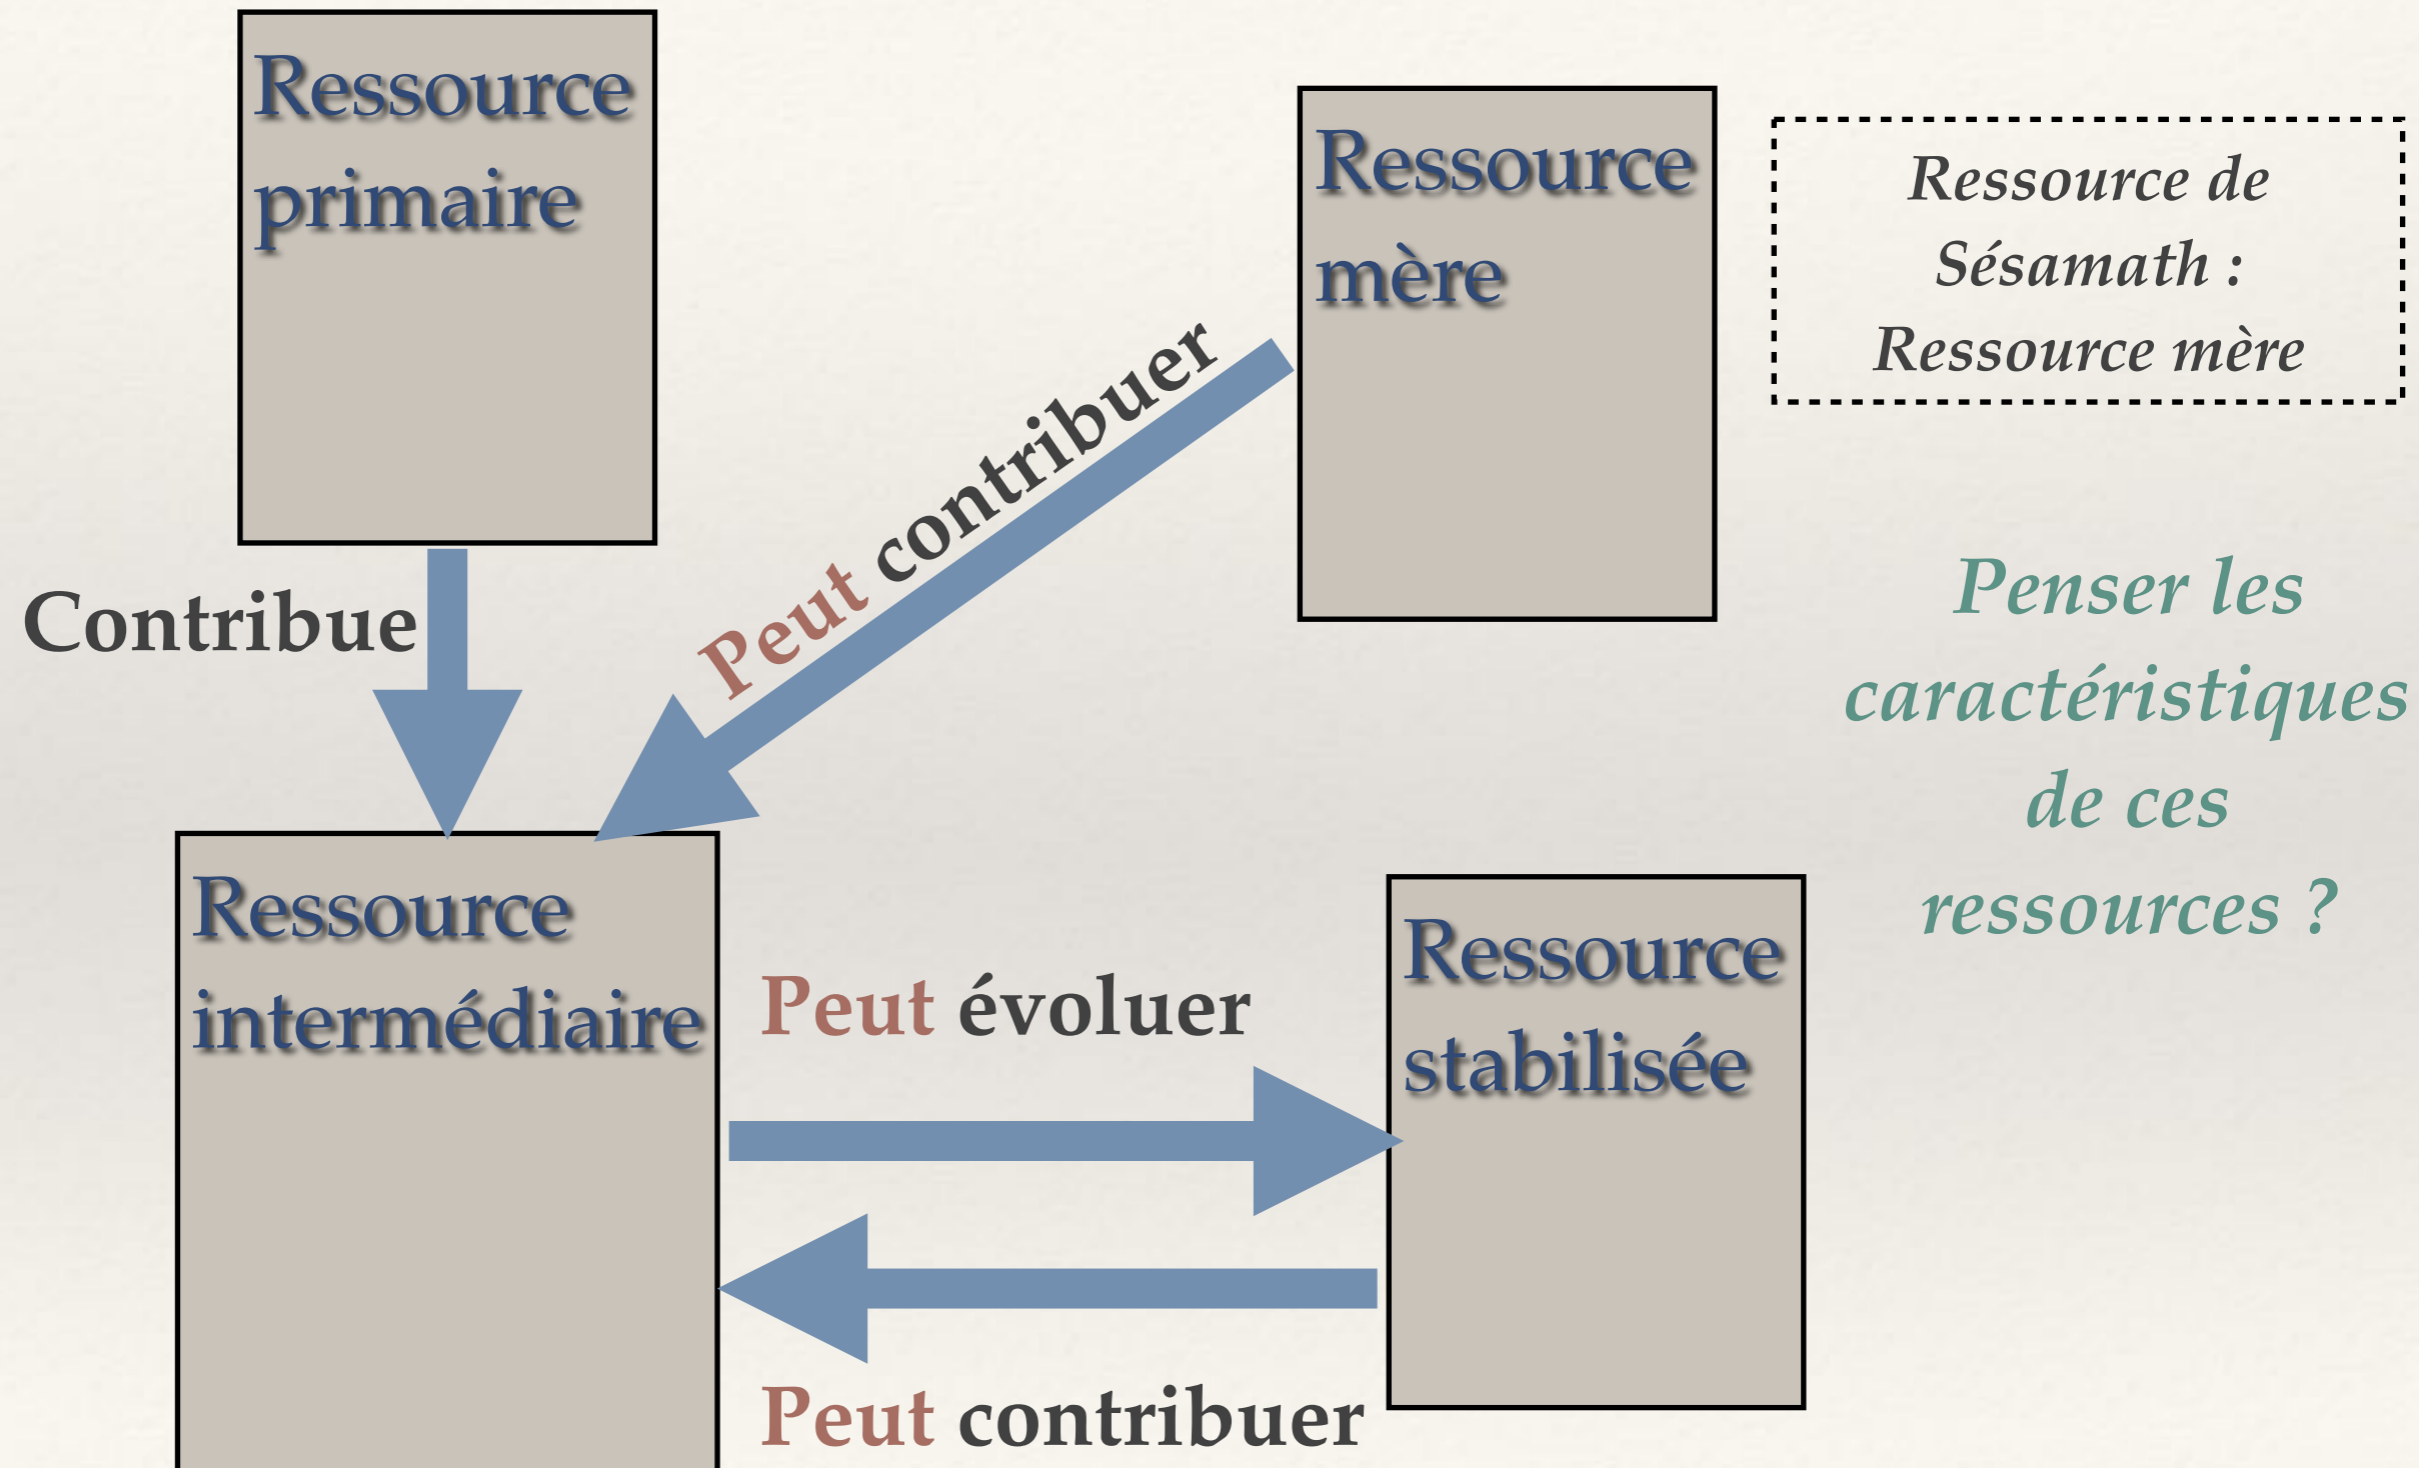 Ressource
primaire
Ressource
mère
Ressource de
Sésamath :
Ressource mère
Contribue
Peut contribuer
Penser les
caractéristiques
de ces
ressources ?
Ressource
intermédiaire
Peut évoluer
Ressource
stabilisée
Peut contribuer